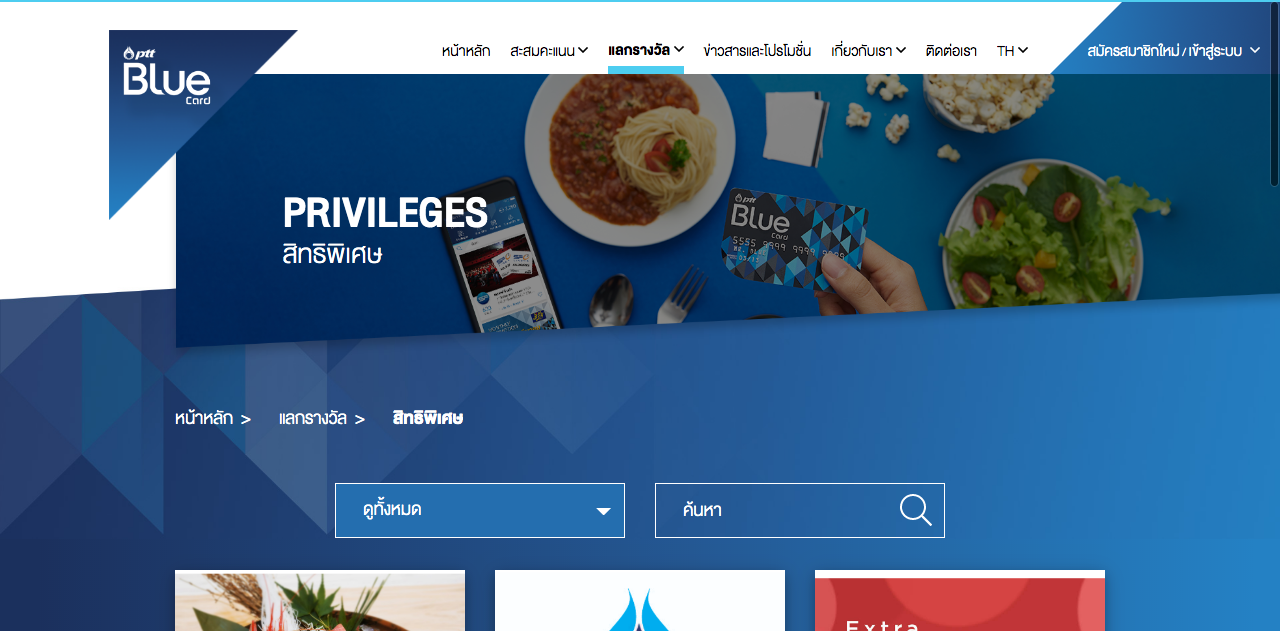 ptt
Blue
Card
หน้าหลัก สะสมคะแนน แลกรางวัล ข่าวสารและโปรโมชั่น เกี่ยวกับเรา ติดต่อเรา TH สมัครสมาชิกใหม่ / เข้าสู่ระบบ
PRIVILEGES
สิทธิพิเศษ
ptt
Blue
Card
5555 9999 9999 9999
หน้าหลัก > แลกรางวัล > สิทธิพิเศษ
ดูทั้งหมด ค้นหา
Extra